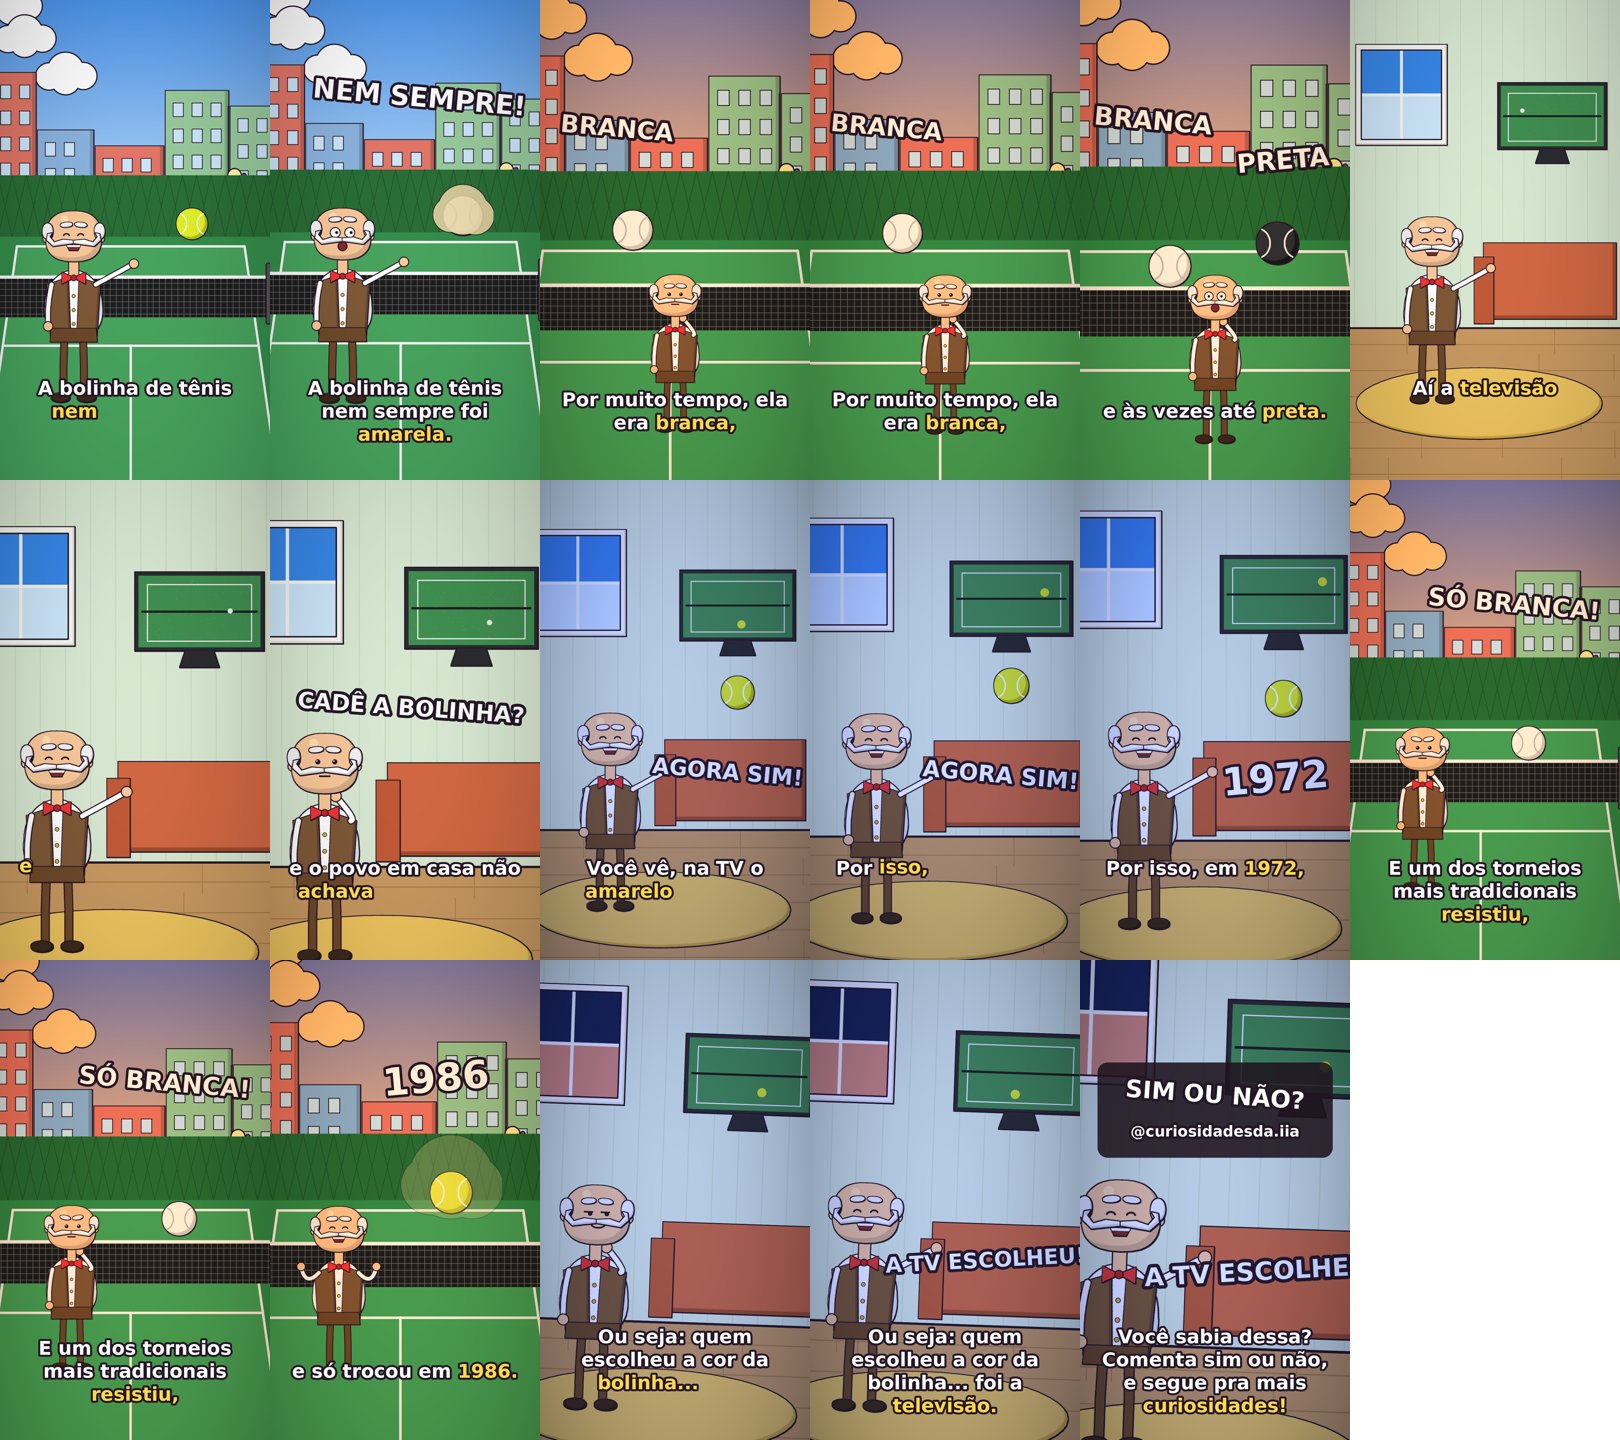 A bolinha de tênis
nem
NEM SEMPRE!
A bolinha de tênis
nem sempre foi
amarela.
BRANCA
Por muito tempo, ela
era branca,
BRANCA
Por muito tempo, ela
era branca,
BRANCA
PRETA
e às vezes até preta.
Aí a televisão
e
CADÊ A BOLINHA?
e o povo em casa não
achava
AGORA SIM!
Você vê, na TV o
amarelo
AGORA SIM!
Por isso,
1972
Por isso, em 1972,
SÓ BRANCA!
E um dos torneios
mais tradicionais
resistiu,
SÓ BRANCA!
E um dos torneios
mais tradicionais
resistiu,
1986
e só trocou em 1986.
Ou seja: quem
escolheu a cor da
bolinha...
A TV ESCOLHEU!
Ou seja: quem
escolheu a cor da
bolinha... foi a
televisão.
SIM OU NÃO?
@curiosidadesda.iia
A TV ESCOLHE
Você sabia dessa?
Comenta sim ou não,
e segue pra mais
curiosidades!